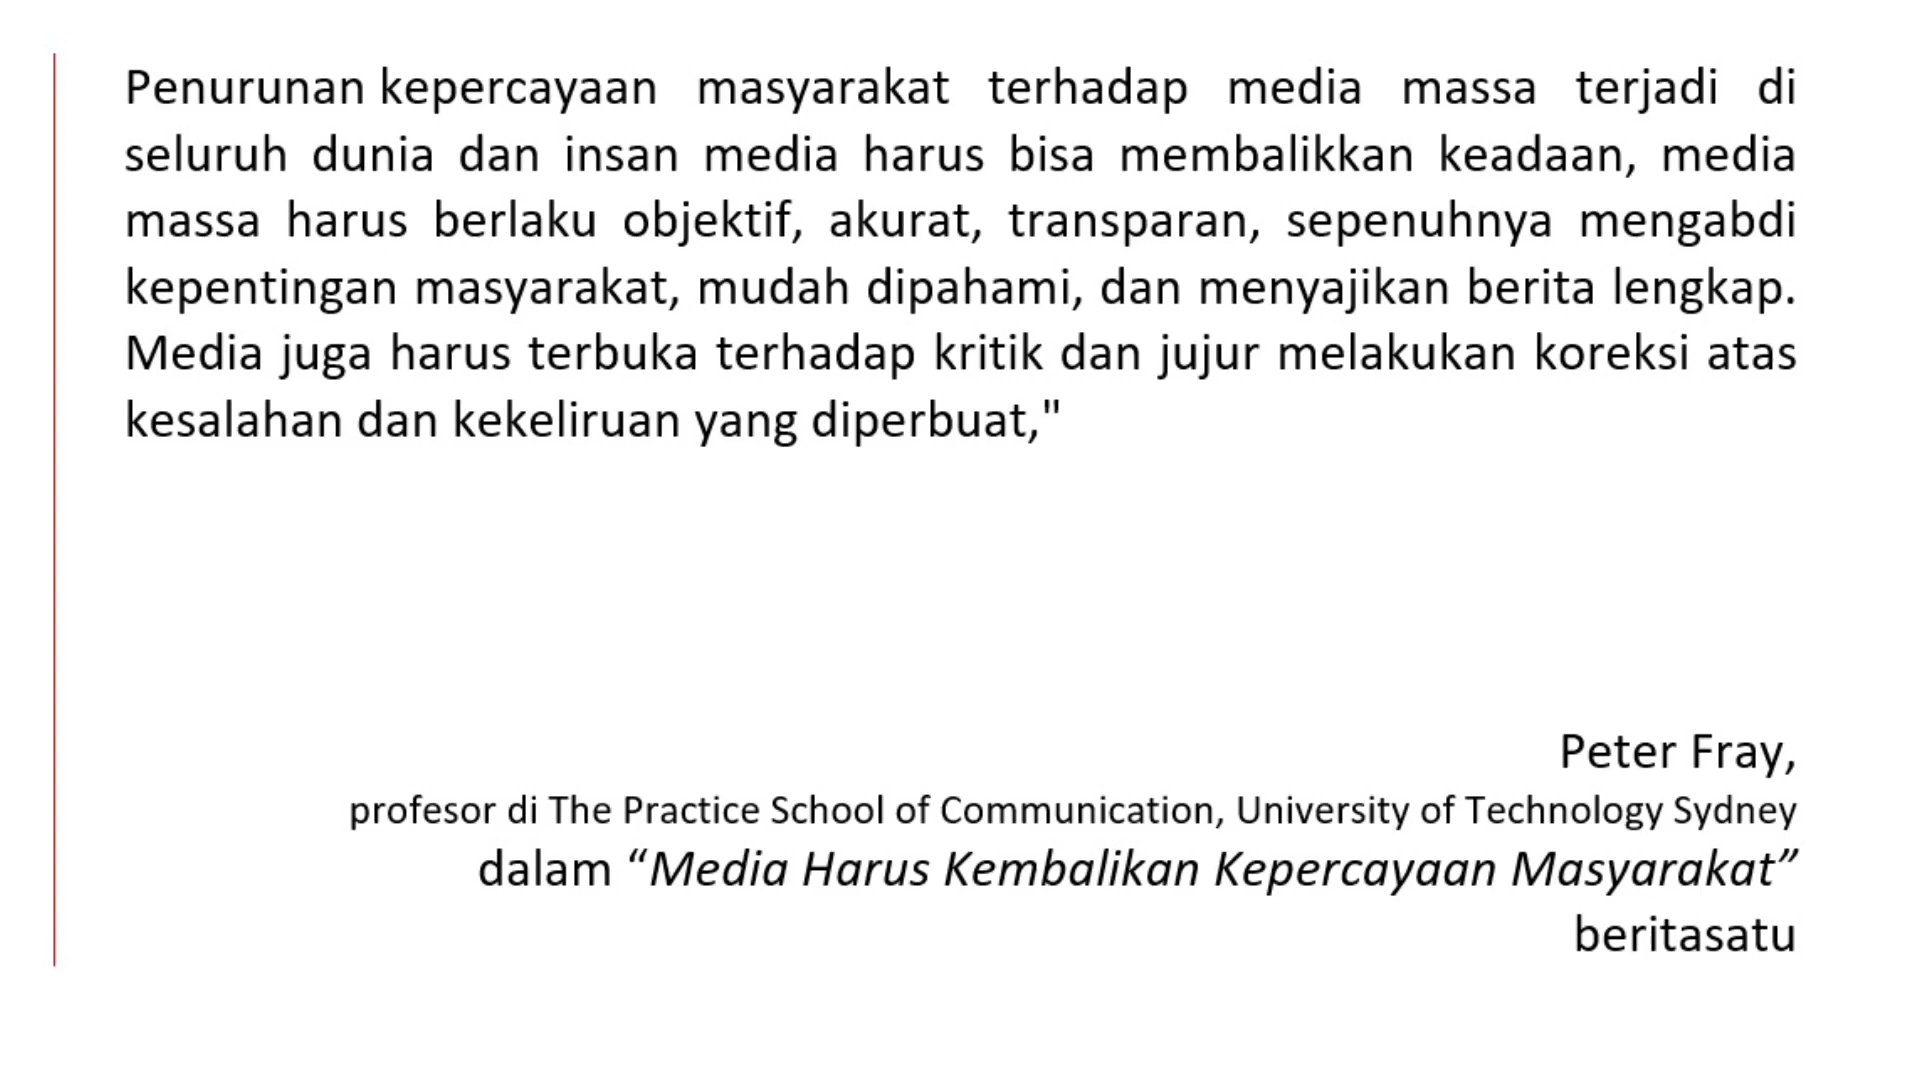 Penurunan kepercayaan masyarakat terhadap media massa terjadi di
seluruh dunia dan insan media harus bisa membalikkan keadaan, media
massa harus berlaku objektif, akurat, transparan, sepenuhnya mengabdi
kepentingan masyarakat, mudah dipahami, dan menyajikan berita lengkap.
Media juga harus terbuka terhadap kritik dan jujur melakukan koreksi atas
kesalahan dan kekeliruan yang diperbuat,"
Peter Fray,
profesor di The Practice School of Communication, University of Technology Sydney
dalam “Media Harus Kembalikan Kepercayaan Masyarakat”
beritasatu